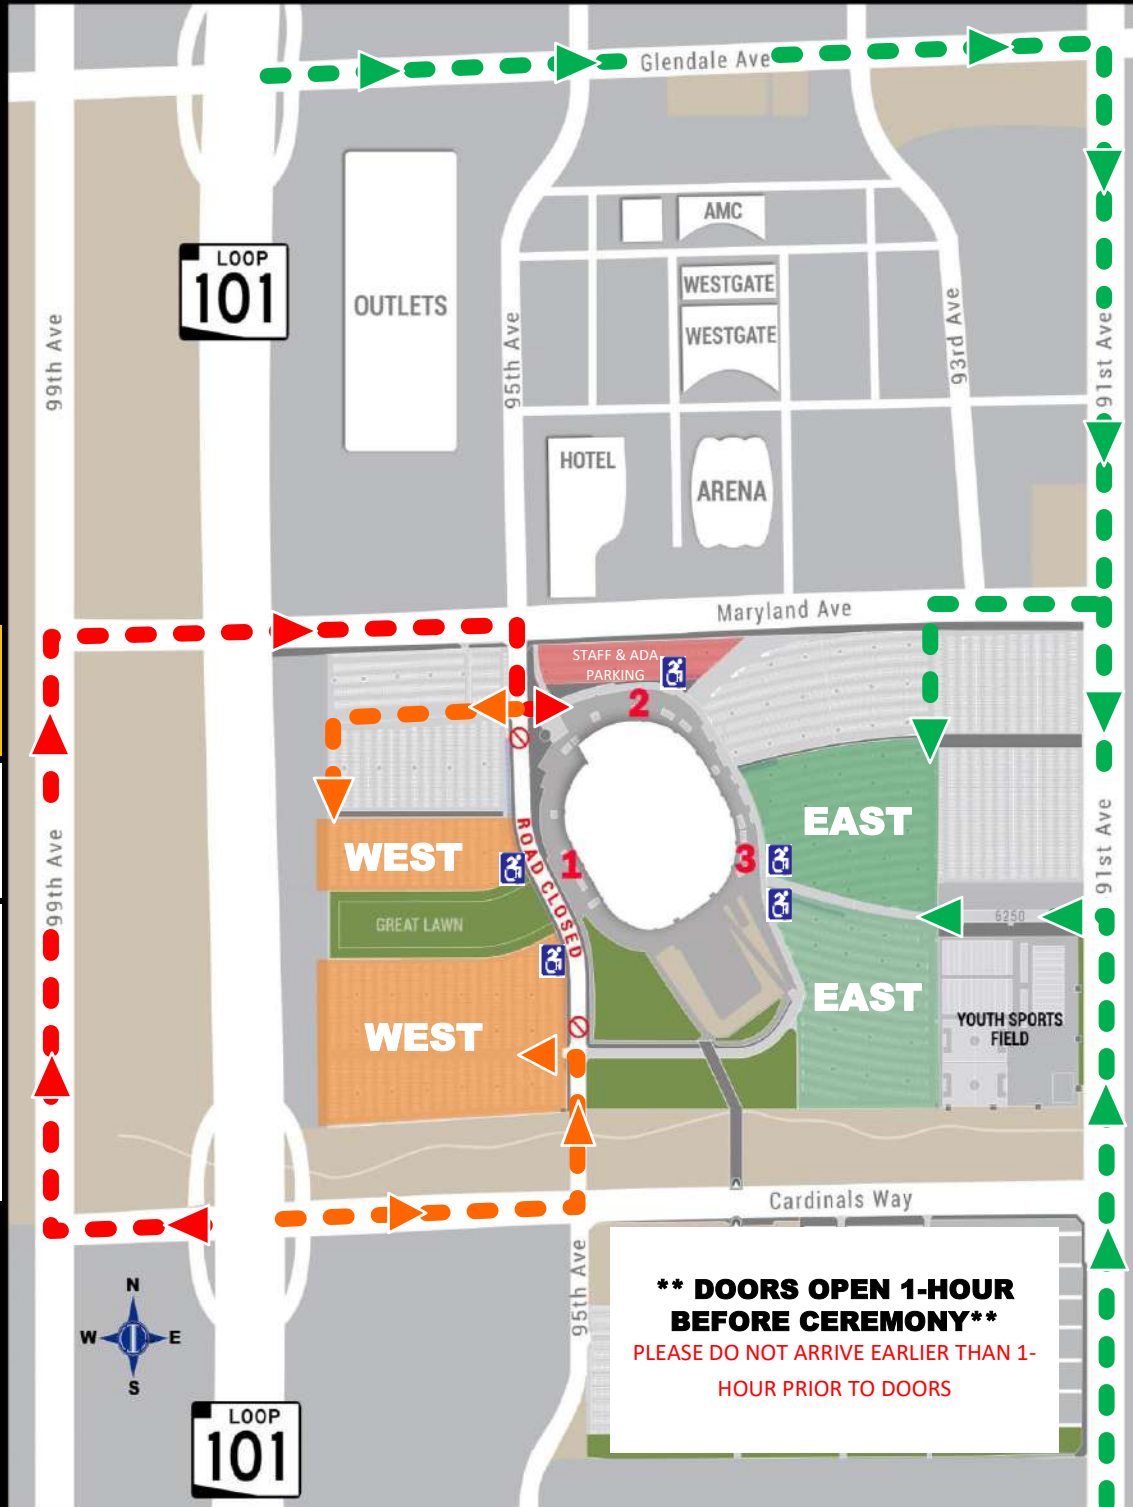 Glendale Ave
LOOP
101
AMC
WESTGATE
WESTGATE
OUTLETS
99th Ave
95th Ave
93rd Ave
91st Ave
HOTEL
ARENA
Maryland Ave
STAFF & ADA
PARKING
2
EAST
WEST
1
ROAD CLOSED
3
99th Ave
91st Ave
GREAT LAWN
6250
EAST
WEST
YOUTH SPORTS
FIELD
Cardinals Way
95th Ave
N
W E
S
** DOORS OPEN 1-HOUR
BEFORE CEREMONY**
PLEASE DO NOT ARRIVE EARLIER THAN 1-
HOUR PRIOR TO DOORS
LOOP
101